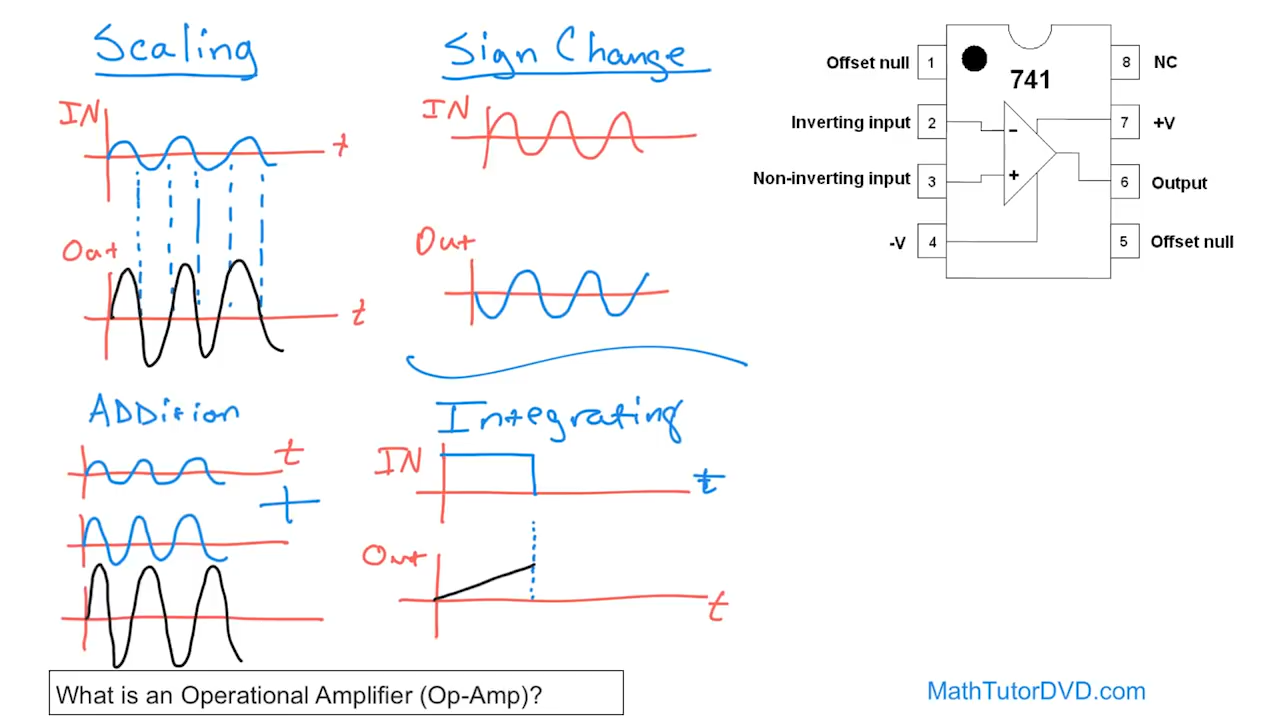 Scaling
IN
t
Out
t
Sign Change
IN
Out
Offset null 1
741
8 NC
Inverting input 2
-
7 +V
Non-inverting input 3
+
6 Output
-V 4
5 Offset null
ADDition
t
+
Integrating
IN
t
Out
t
What is an Operational Amplifier (Op-Amp)?
MathTutorDVD.com